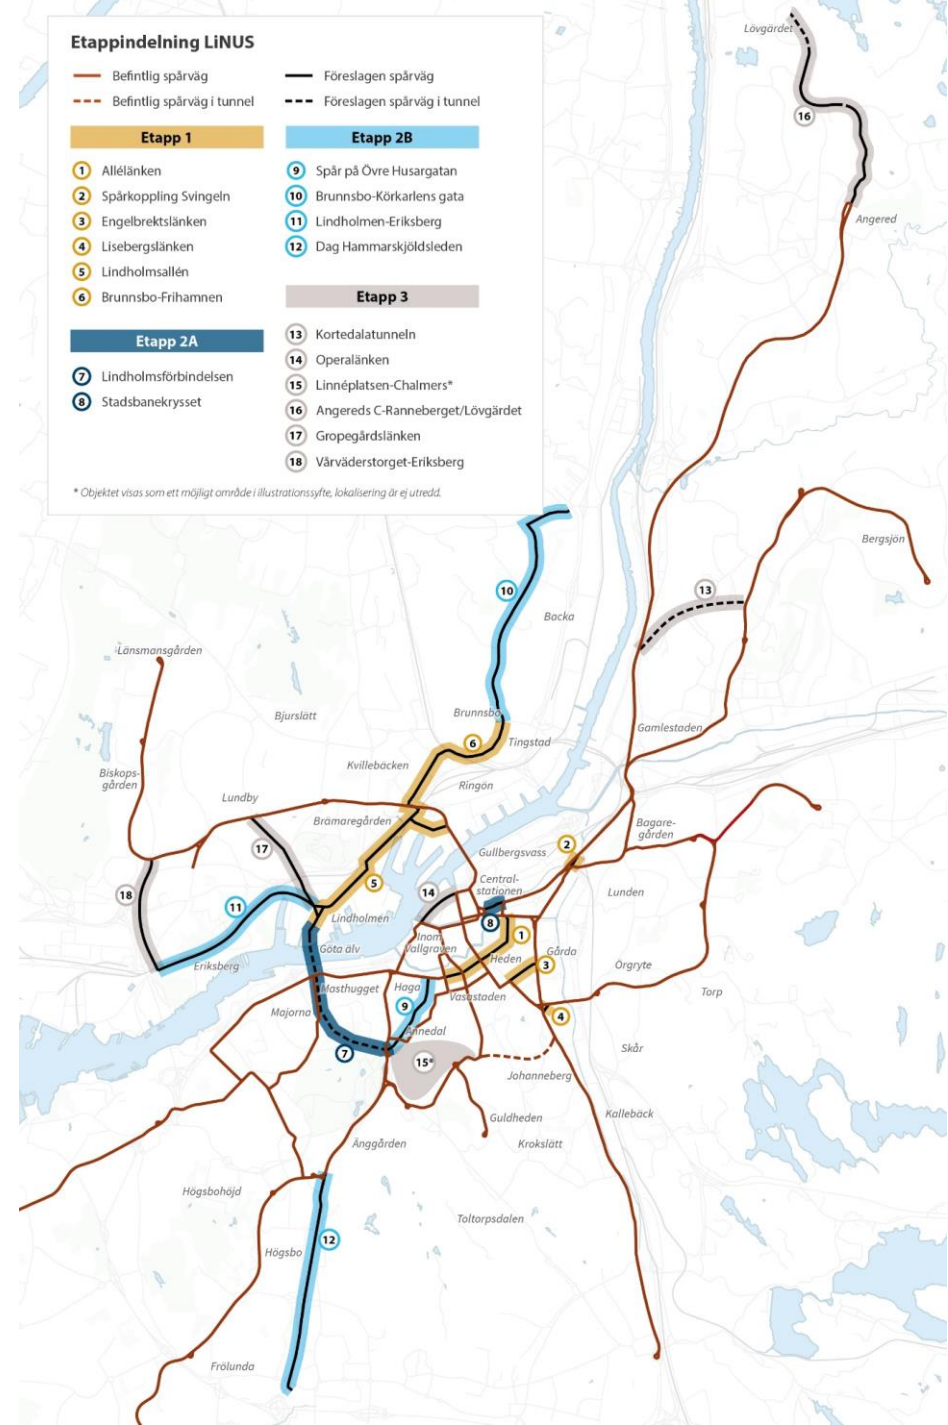 Etappindelning LiNUS
Befintlig spårväg
Befintlig spårväg i tunnel
Föreslagen spårväg
Föreslagen spårväg i tunnel
Etapp 1
1 Allélänken
2 Spårkoppling Svingeln
3 Engelbrektslänken
4 Lisebergslänken
5 Lindholmsallén
6 Brunnsbo-Frihamnen
Etapp 2A
7 Lindholmsförbindelsen
8 Stadsbanekrysset
Etapp 2B
9 Spår på Övre Husargatan
10 Brunnsbo-Körkarlens gata
11 Lindholmen-Eriksberg
12 Dag Hammarskjöldsleden
Etapp 3
13 Kortedalatunneln
14 Operalänken
15 Linnéplatsen-Chalmers*
16 Angereds C-Ranneberget/Lövgärdet
17 Gropegårdslänken
18 Vårväderstorget-Eriksberg
* Objektet visas som ett möjligt område i illustrationssyfte, lokalisering är ej utredd.
Lövgärdet
16
Angered
Bergsjön
13
10
Backa
Länsmansgården
Bjurslätt
Brunnsbo
6
Tingstad
Gamlestaden
Kvillebäcken
Biskops-
gården
Ringön
Lundby
Brämaregården
Bagare-
gården
17
2
Gullbergsvass
Central-
stationen
5
18
14
Lunden
11
Lindholmen
8
1
Inom
Vallgraven
Göta älv
Gårda
Heden
3
Eriksberg
Örgryte
Masthugget
Haga
Vasastaden
Torp
9
Majorna
4
Annedal
7
15*
Skår
Johanneberg
Kallebäck
Guldheden
Änggården
Krokslätt
Högsbohöjd
Toltorpsdalen
12
Högsbo
Frölunda